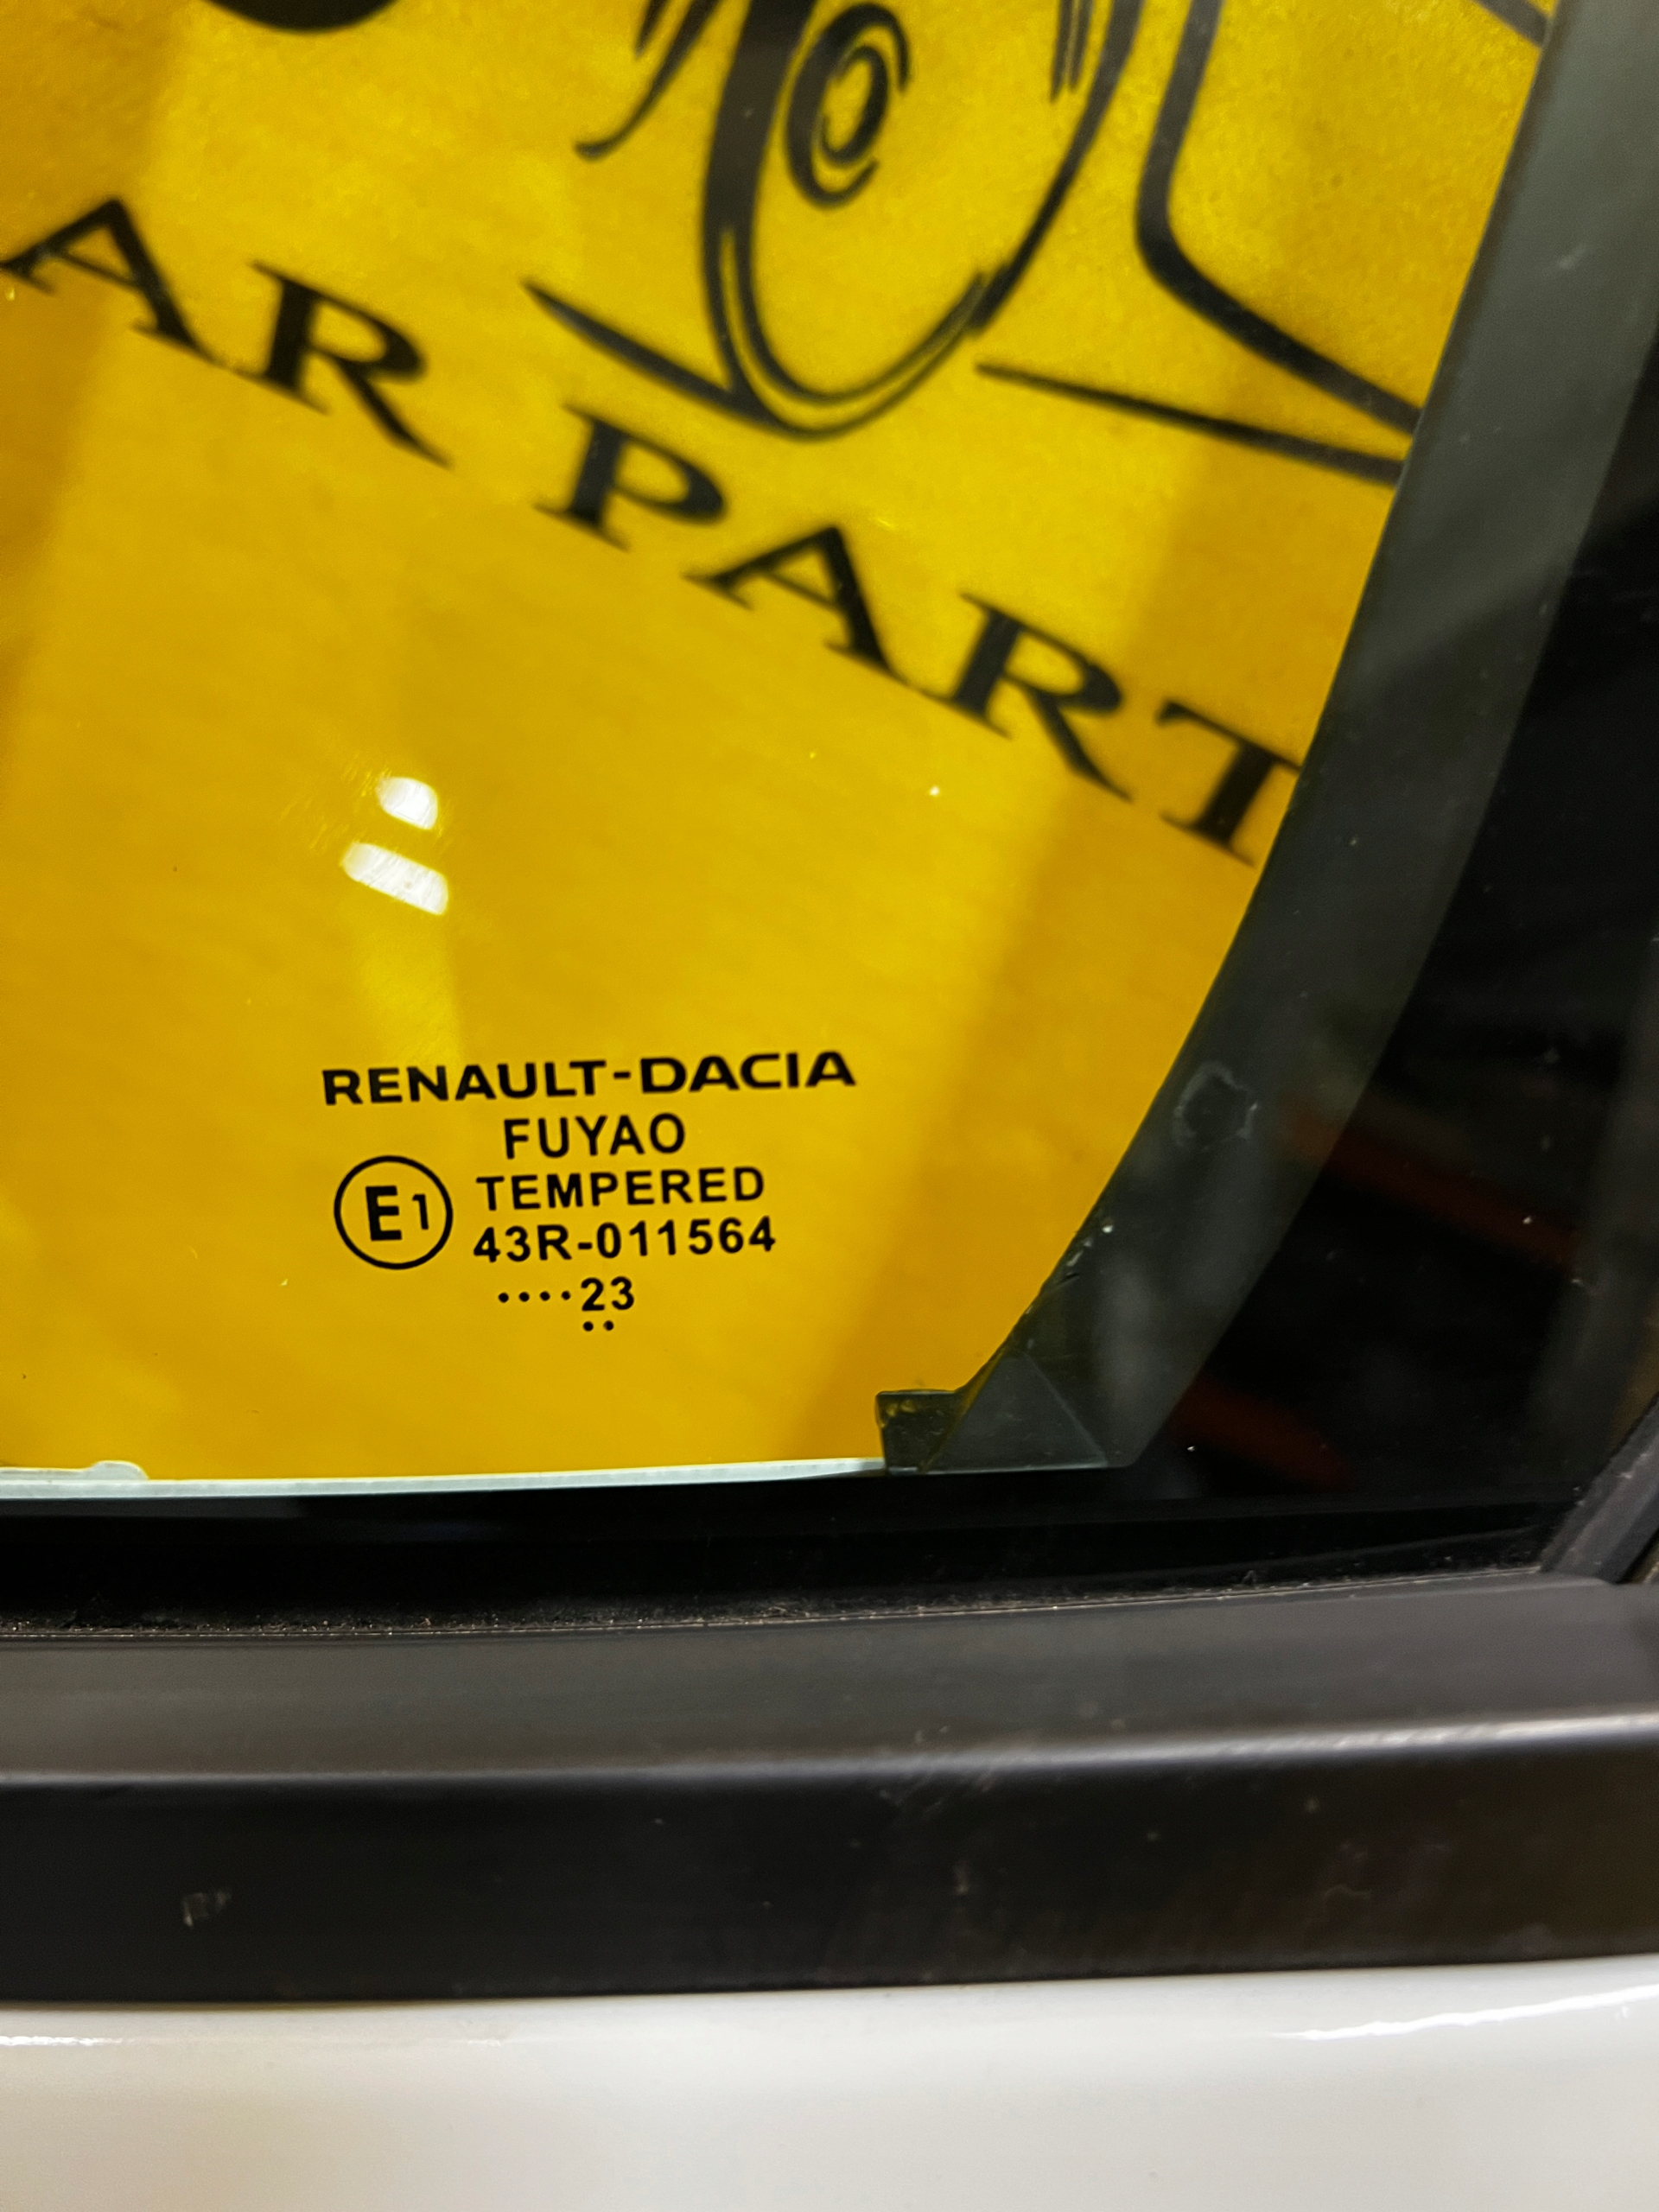 AR PART
RENAULT-DACIA
FUYAO
E1 TEMPERED
43R-011564
····23
··